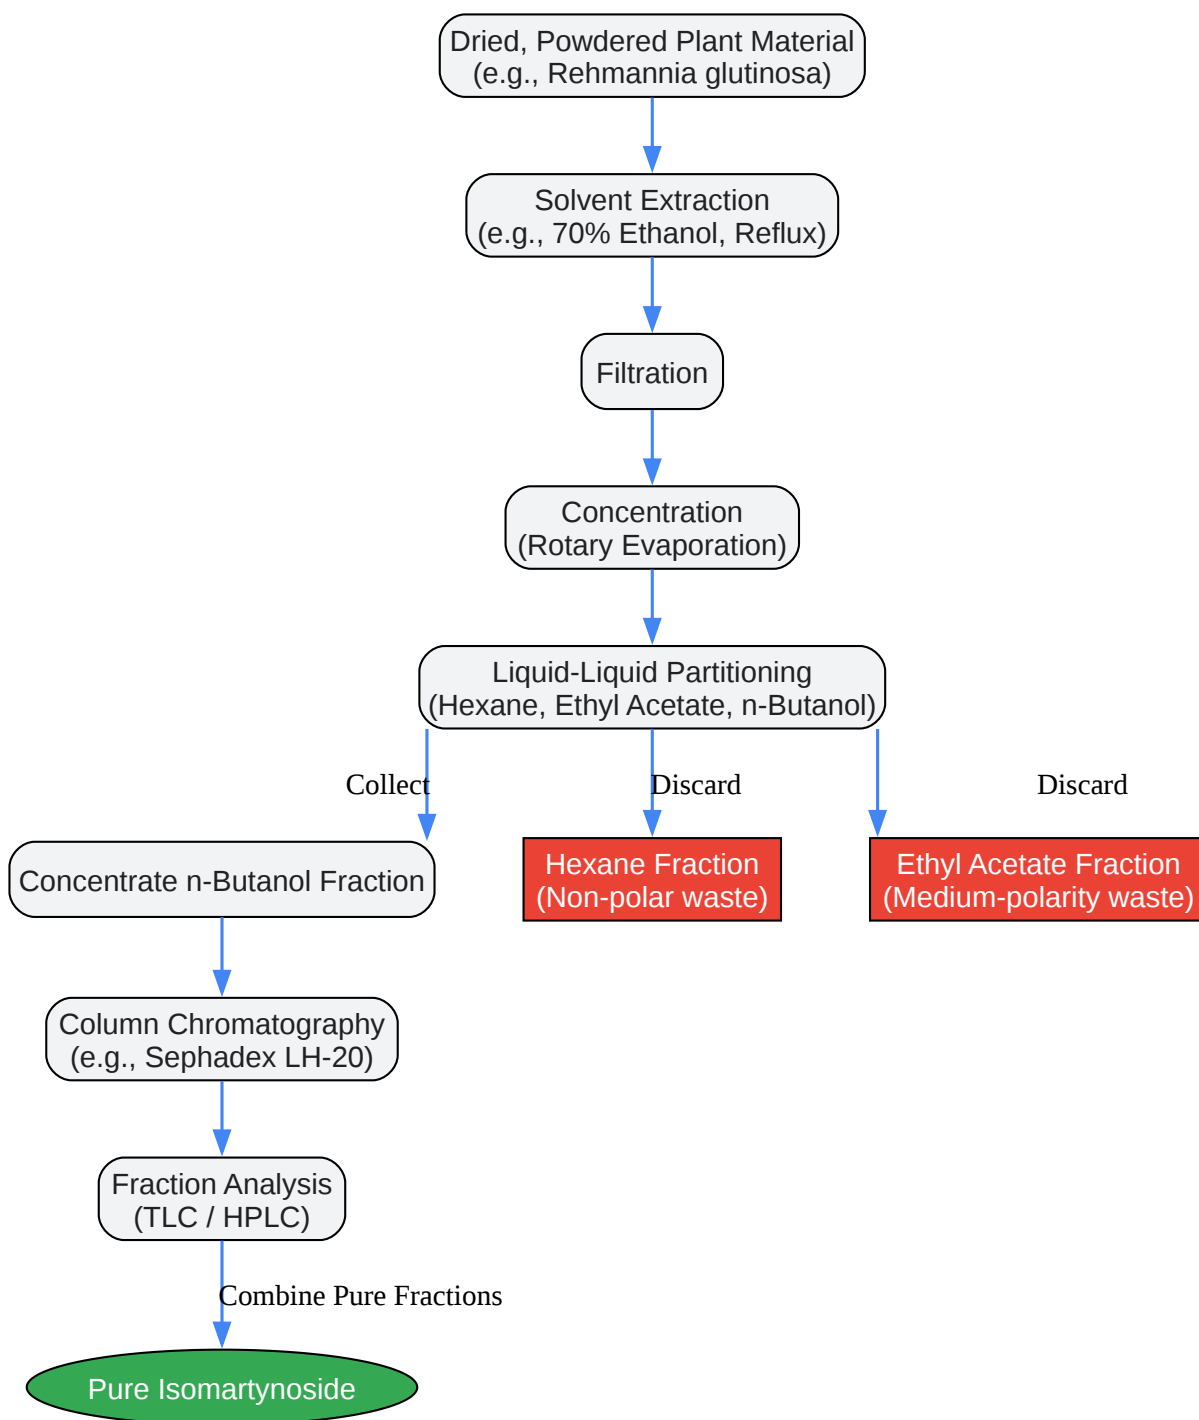 Dried, Powdered Plant Material
(e.g., Rehmannia glutinosa)
Solvent Extraction
(e.g., 70% Ethanol, Reflux)
Filtration
Concentration
(Rotary Evaporation)
Liquid-Liquid Partitioning
(Hexane, Ethyl Acetate, n-Butanol)
Collect
Discard
Discard
Concentrate n-Butanol Fraction
Hexane Fraction
(Non-polar waste)
Ethyl Acetate Fraction
(Medium-polarity waste)
Column Chromatography
(e.g., Sephadex LH-20)
Fraction Analysis
(TLC / HPLC)
Combine Pure Fractions
Pure Isomartynoside